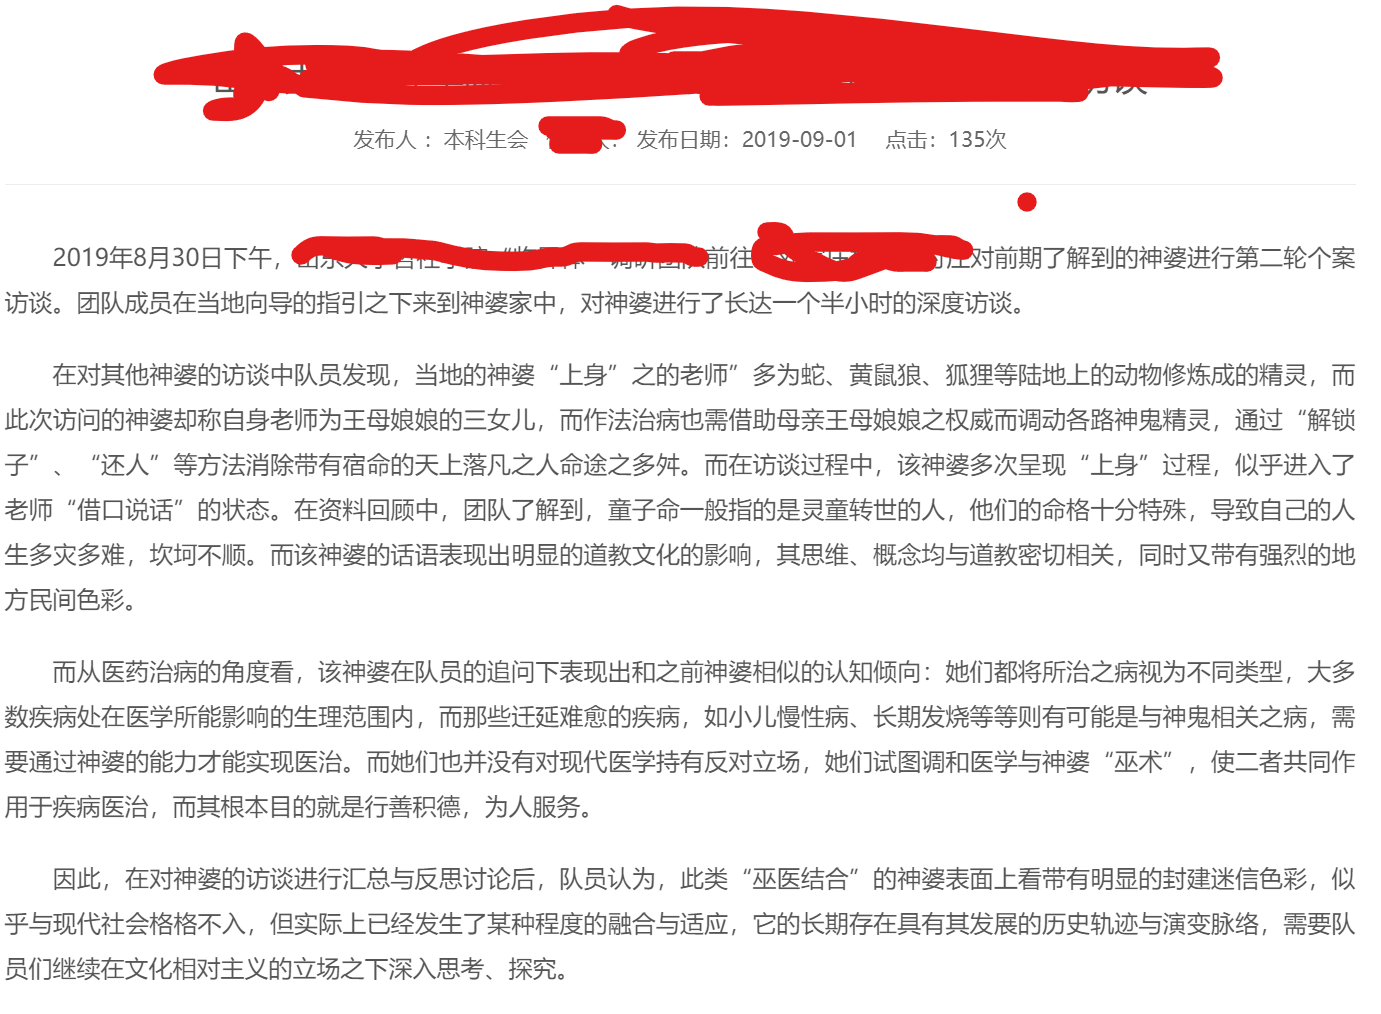 访谈
发布人 ：本科生会 发布日期：2019-09-01 点击：135次
2019年8月30日下午， 前往 对前期了解到的神婆进行第二轮个案
访谈。团队成员在当地向导的指引之下来到神婆家中，对神婆进行了长达一个半小时的深度访谈。
在对其他神婆的访谈中队员发现，当地的神婆“上身”之的老师”多为蛇、黄鼠狼、狐狸等陆地上的动物修炼成的精灵，而
此次访问的神婆却称自身老师为王母娘娘的三女儿，而作法治病也需借助母亲王母娘娘之权威而调动各路神鬼精灵，通过“解锁
子”、“还人”等方法消除带有宿命的天上落凡之人命途之多舛。而在访谈过程中，该神婆多次呈现“上身”过程，似乎进入了
老师“借口说话”的状态。在资料回顾中，团队了解到，童子命一般指的是灵童转世的人，他们的命格十分特殊，导致自己的人
生多灾多难，坎坷不顺。而该神婆的话语表现出明显的道教文化的影响，其思维、概念均与道教密切相关，同时又带有强烈的地
方民间色彩。
而从医药治病的角度看，该神婆在队员的追问下表现出和之前神婆相似的认知倾向：她们都将所治之病视为不同类型，大多
数疾病处在医学所能影响的生理范围内，而那些迁延难愈的疾病，如小儿慢性病、长期发烧等等则有可能是与神鬼相关之病，需
要通过神婆的能力才能实现医治。而她们也并没有对现代医学持有反对立场，她们试图调和医学与神婆“巫术”，使二者共同作
用于疾病医治，而其根本目的就是行善积德，为人服务。
因此，在对神婆的访谈进行汇总与反思讨论后，队员认为，此类“巫医结合”的神婆表面上看带有明显的封建迷信色彩，似
乎与现代社会格格不入，但实际上已经发生了某种程度的融合与适应，它的长期存在具有其发展的历史轨迹与演变脉络，需要队
员们继续在文化相对主义的立场之下深入思考、探究。